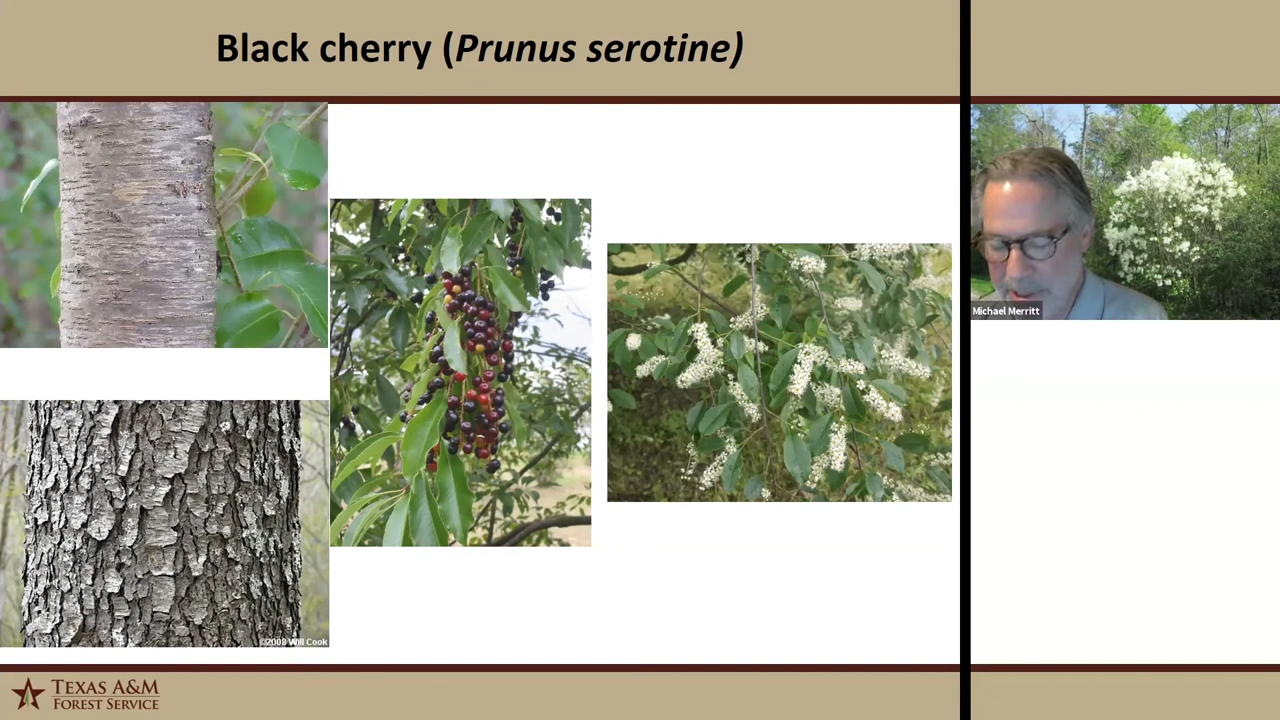 Black cherry (Prunus serotine)
Michael Merritt
©2008 Will Cook
TEXAS A&M
FOREST SERVICE